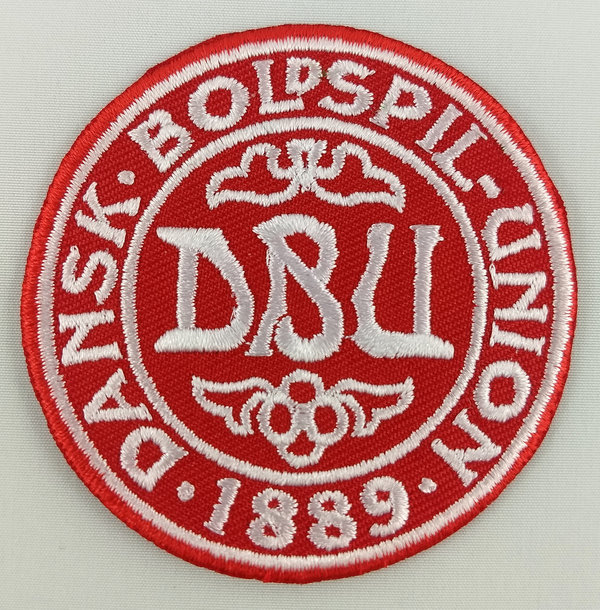 DANSK · BOLDSPIL-UNION
DBU
· 1889 ·